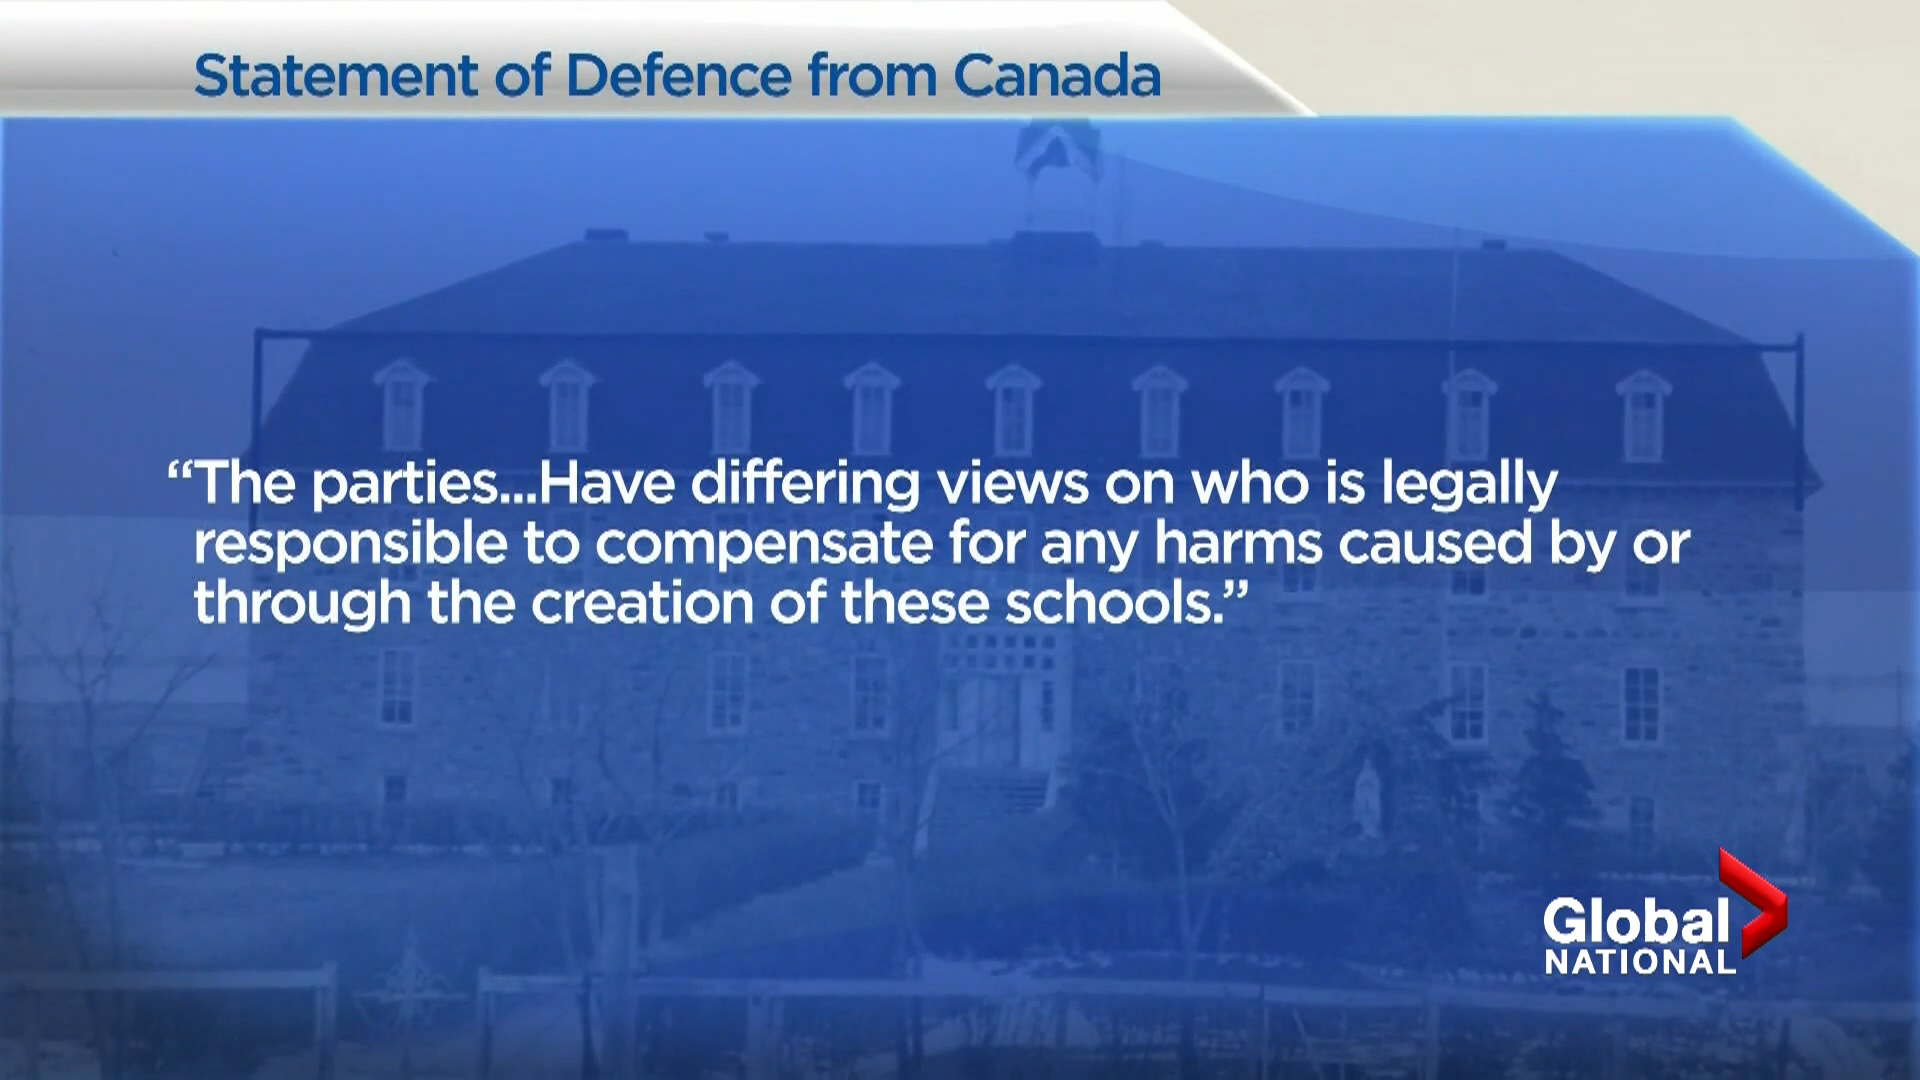 Statement of Defence from Canada
“The parties...Have differing views on who is legally
responsible to compensate for any harms caused by or
through the creation of these schools.”
Global
NATIONAL